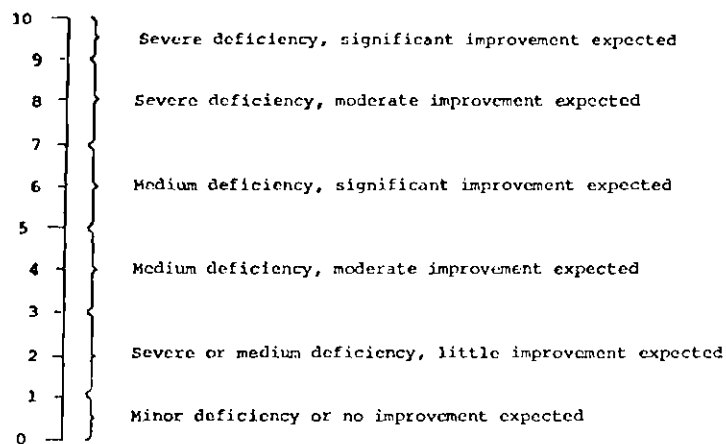 10
Severe deficiency, significant improvement expected
9
8 Severe deficiency, moderate improvement expected
7
6 Medium deficiency, significant improvement expected
5
4 Medium deficiency, moderate improvement expected
3
2 Severe or medium deficiency, little improvement expected
1
Minor deficiency or no improvement expected
0